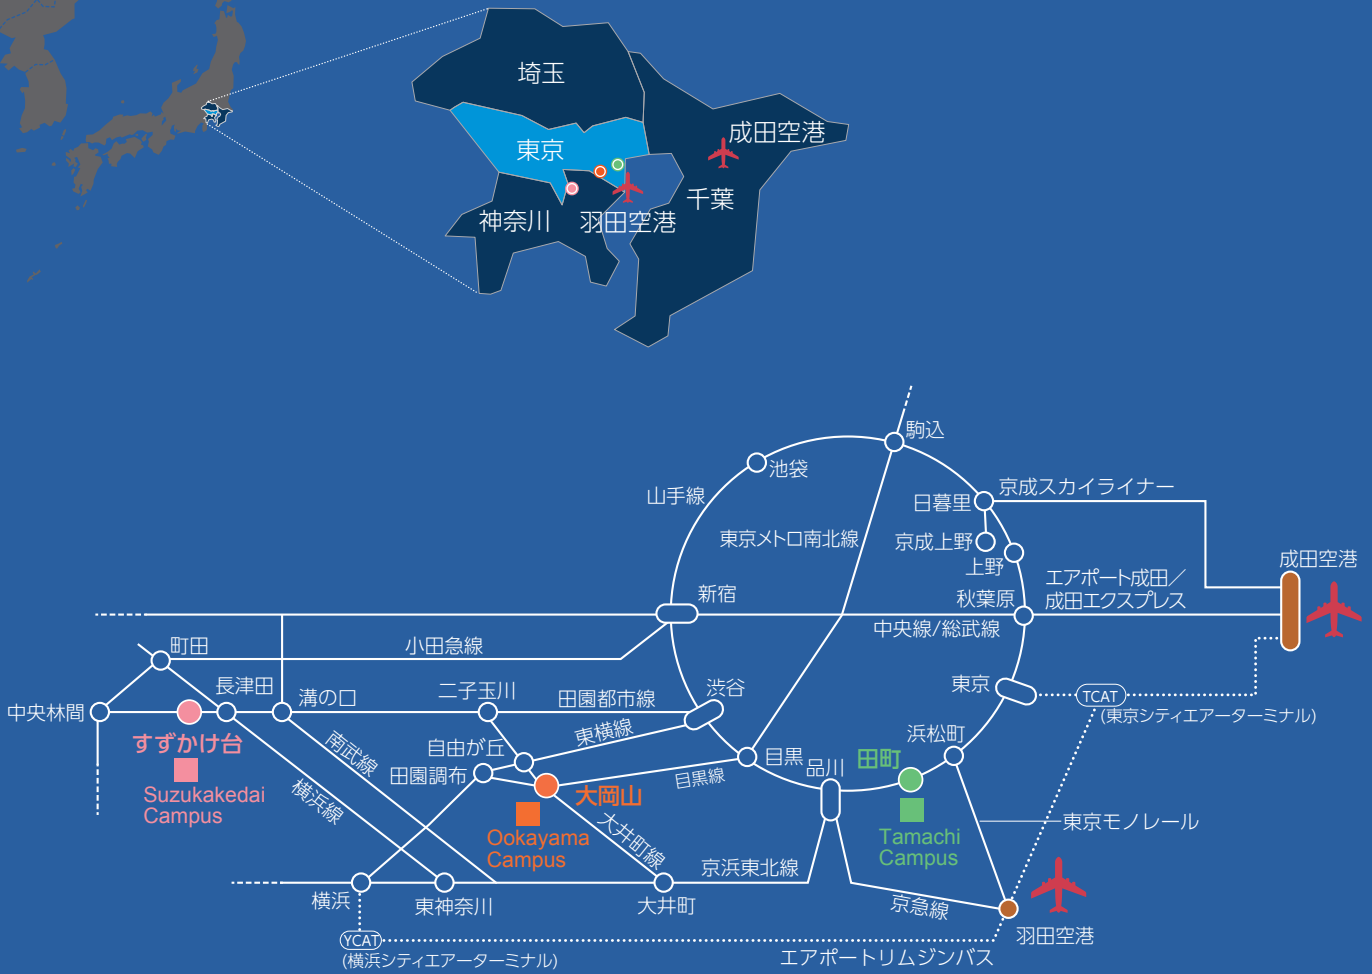 埼玉
成田空港
東京
千葉
神奈川
羽田空港
駒込
池袋
山手線
日暮里
京成スカイライナー
東京メトロ南北線
京成上野
上野
成田空港
エアポート成田／
成田エクスプレス
新宿
秋葉原
中央線/総武線
町田
小田急線
長津田
溝の口
二子玉川
田園都市線
渋谷
東京
TCAT
(東京シティエアーターミナル)
中央林間
すずかけ台
Suzukakedai
Campus
南武線
横浜線
自由が丘
東横線
田園調布
目黒線
目黒
大岡山
Ookayama
Campus
大井町線
品川
田町
Tamachi
Campus
浜松町
東京モノレール
京浜東北線
横浜
東神奈川
大井町
京急線
羽田空港
YCAT
(横浜シティエアーターミナル)
エアポートリムジンバス